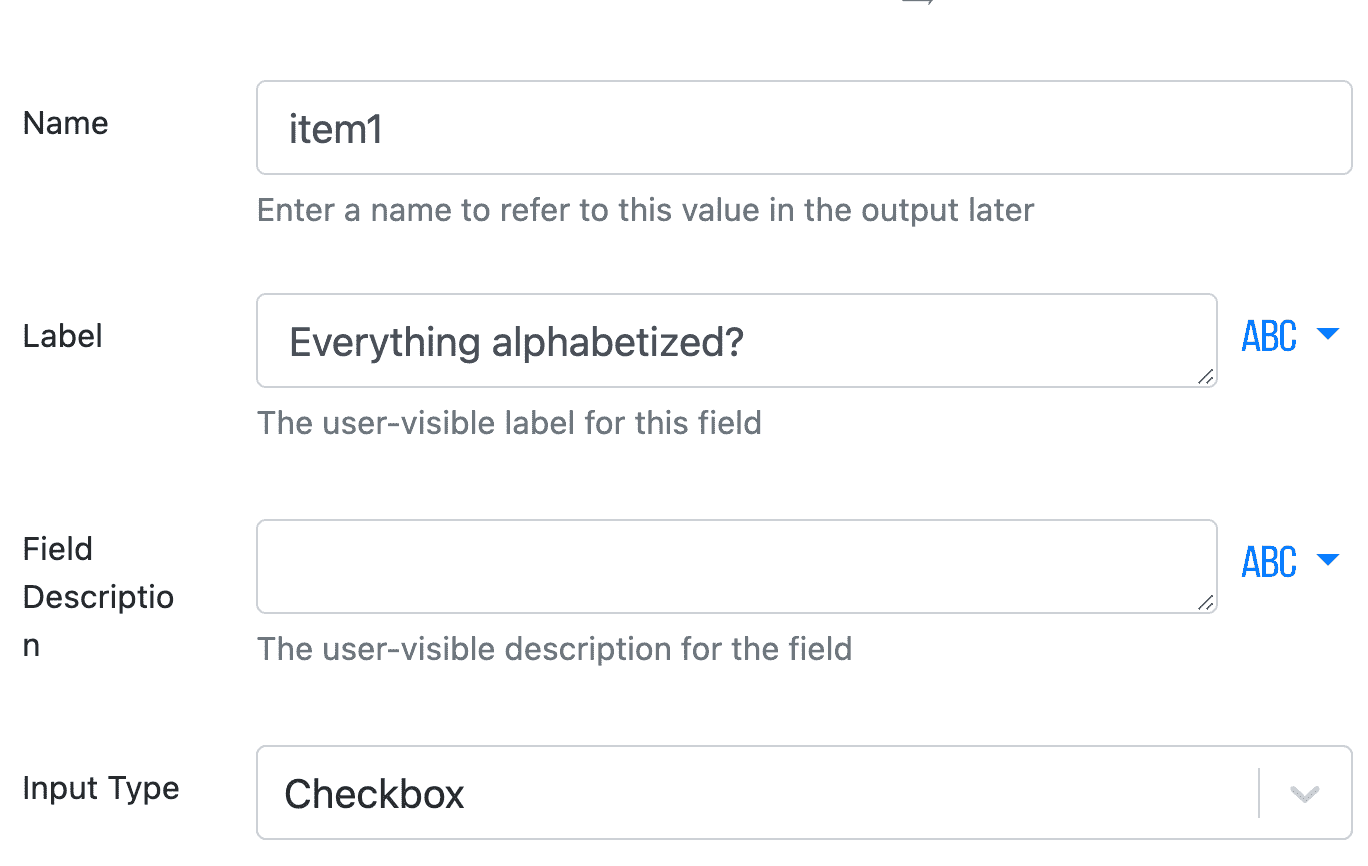 Name
item1
Enter a name to refer to this value in the output later
Label
Everything alphabetized?
ABC
The user-visible label for this field
Field
Descriptio
n
ABC
The user-visible description for the field
Input Type
Checkbox